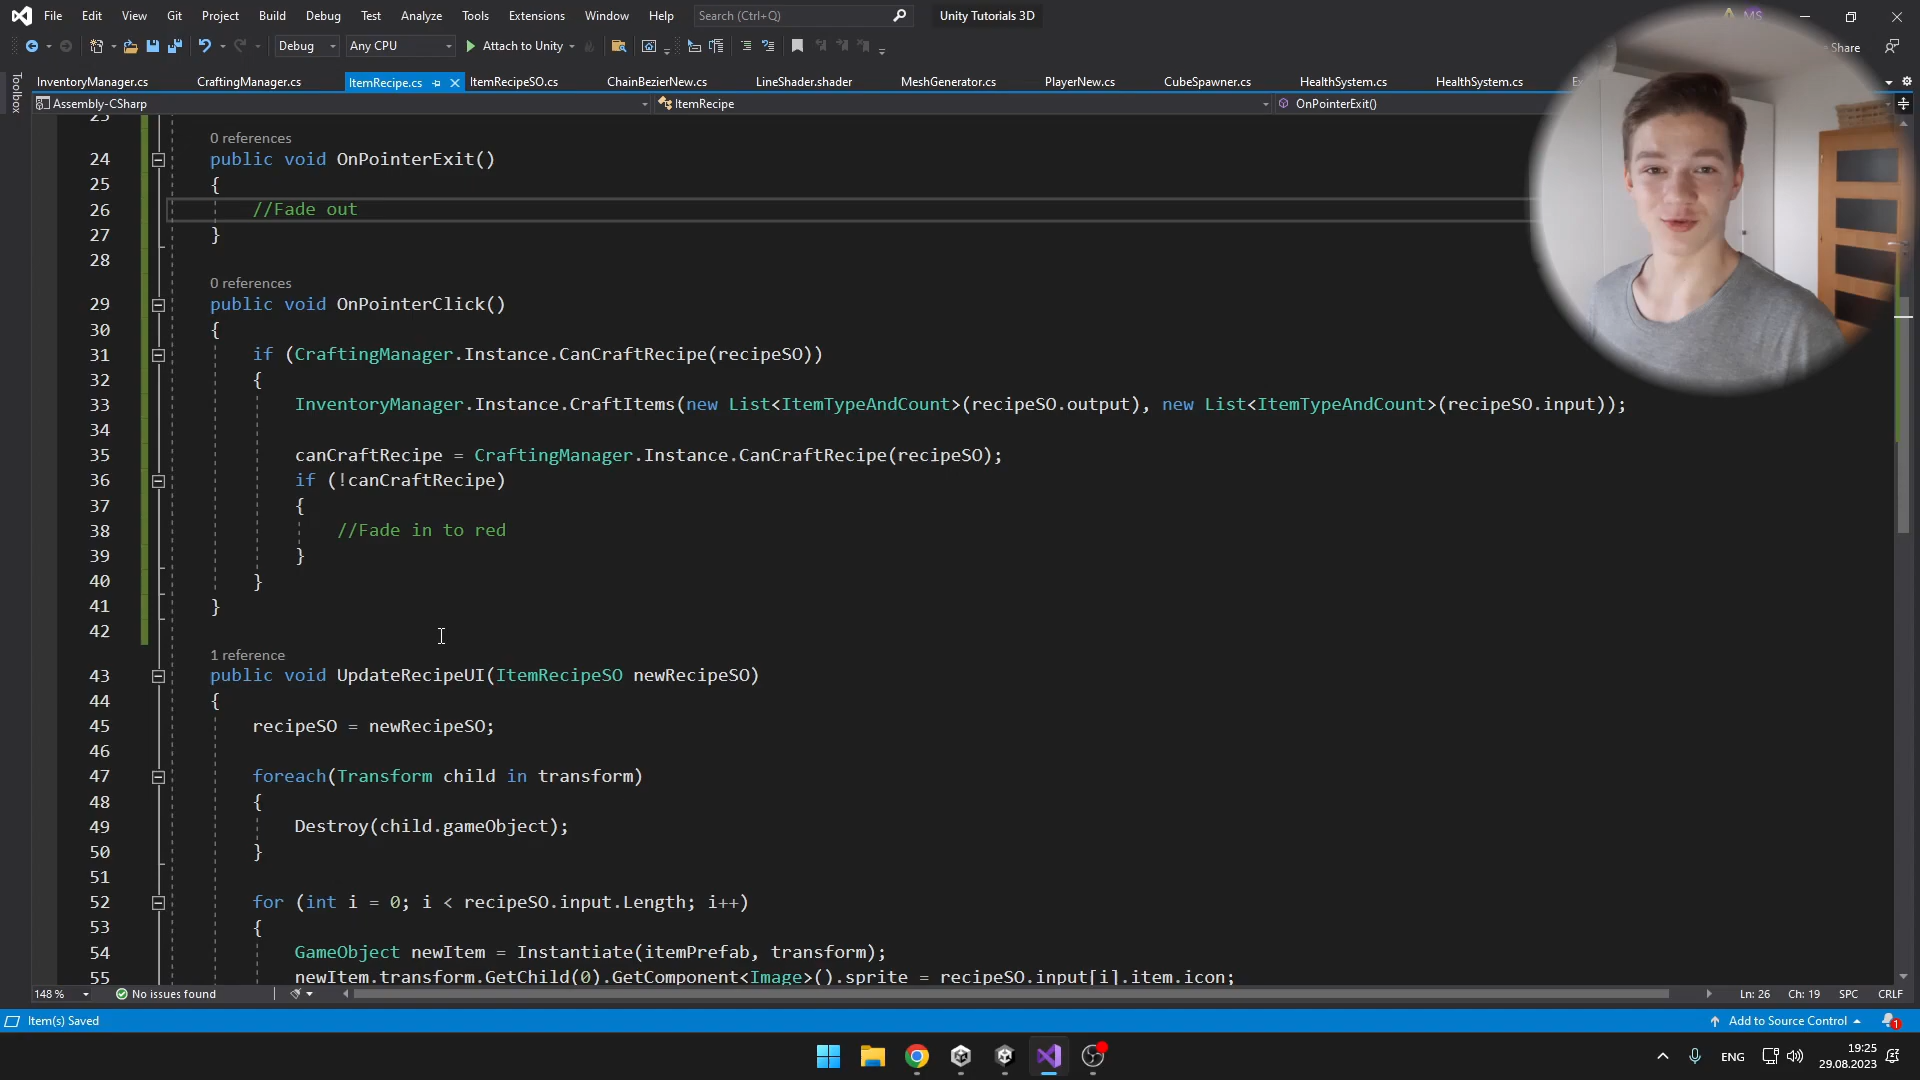 File Edit View Git Project Build Debug Test Analyze Tools Extensions Window Help Search (Ctrl+Q) Unity Tutorials 3D MS
Debug Any CPU Attach to Unity Share
Toolbox
InventoryManager.cs CraftingManager.cs ItemRecipe.cs ItemRecipeSO.cs ChainBezierNew.cs LineShader.shader MeshGenerator.cs PlayerNew.cs CubeSpawner.cs HealthSystem.cs HealthSystem.cs
Assembly-CSharp ItemRecipe OnPointerExit()
23
0 references
24 public void OnPointerExit()
25 {
26 //Fade out
27 }
28
0 references
29 public void OnPointerClick()
30 {
31 if (CraftingManager.Instance.CanCraftRecipe(recipeSO))
32 {
33 InventoryManager.Instance.CraftItems(new List<ItemTypeAndCount>(recipeSO.output), new List<ItemTypeAndCount>(recipeSO.input));
34
35 canCraftRecipe = CraftingManager.Instance.CanCraftRecipe(recipeSO);
36 if (!canCraftRecipe)
37 {
38 //Fade in to red
39 }
40 }
41 }
42
1 reference
43 public void UpdateRecipeUI(ItemRecipeSO newRecipeSO)
44 {
45 recipeSO = newRecipeSO;
46
47 foreach(Transform child in transform)
48 {
49 Destroy(child.gameObject);
50 }
51
52 for (int i = 0; i < recipeSO.input.Length; i++)
53 {
54 GameObject newItem = Instantiate(itemPrefab, transform);
55 newItem.transform.GetChild(0).GetComponent<Image>().sprite = recipeSO.input[i].item.icon;
148 % No issues found Ln: 26 Ch: 19 SPC CRLF
Item(s) Saved Add to Source Control 1
ENG 19:25
29.08.2023